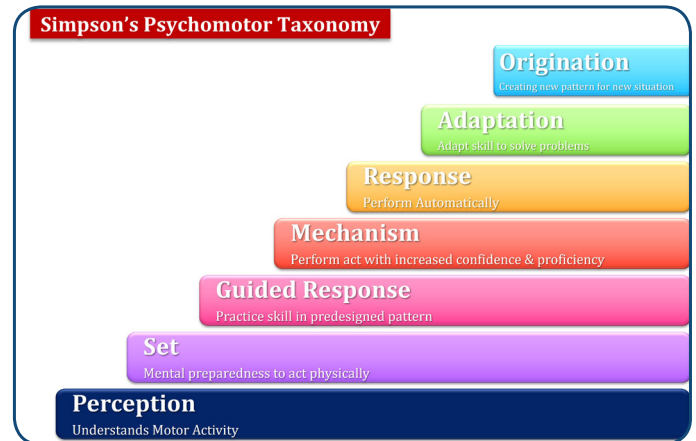 Simpson's Psychomotor Taxonomy
Origination
Creating new pattern for new situation
Adaptation
Adapt skill to solve problems
Response
Perform Automatically
Mechanism
Perform act with increased confidence & proficiency
Guided Response
Practice skill in predesigned pattern
Set
Mental preparedness to act physically
Perception
Understands Motor Activity